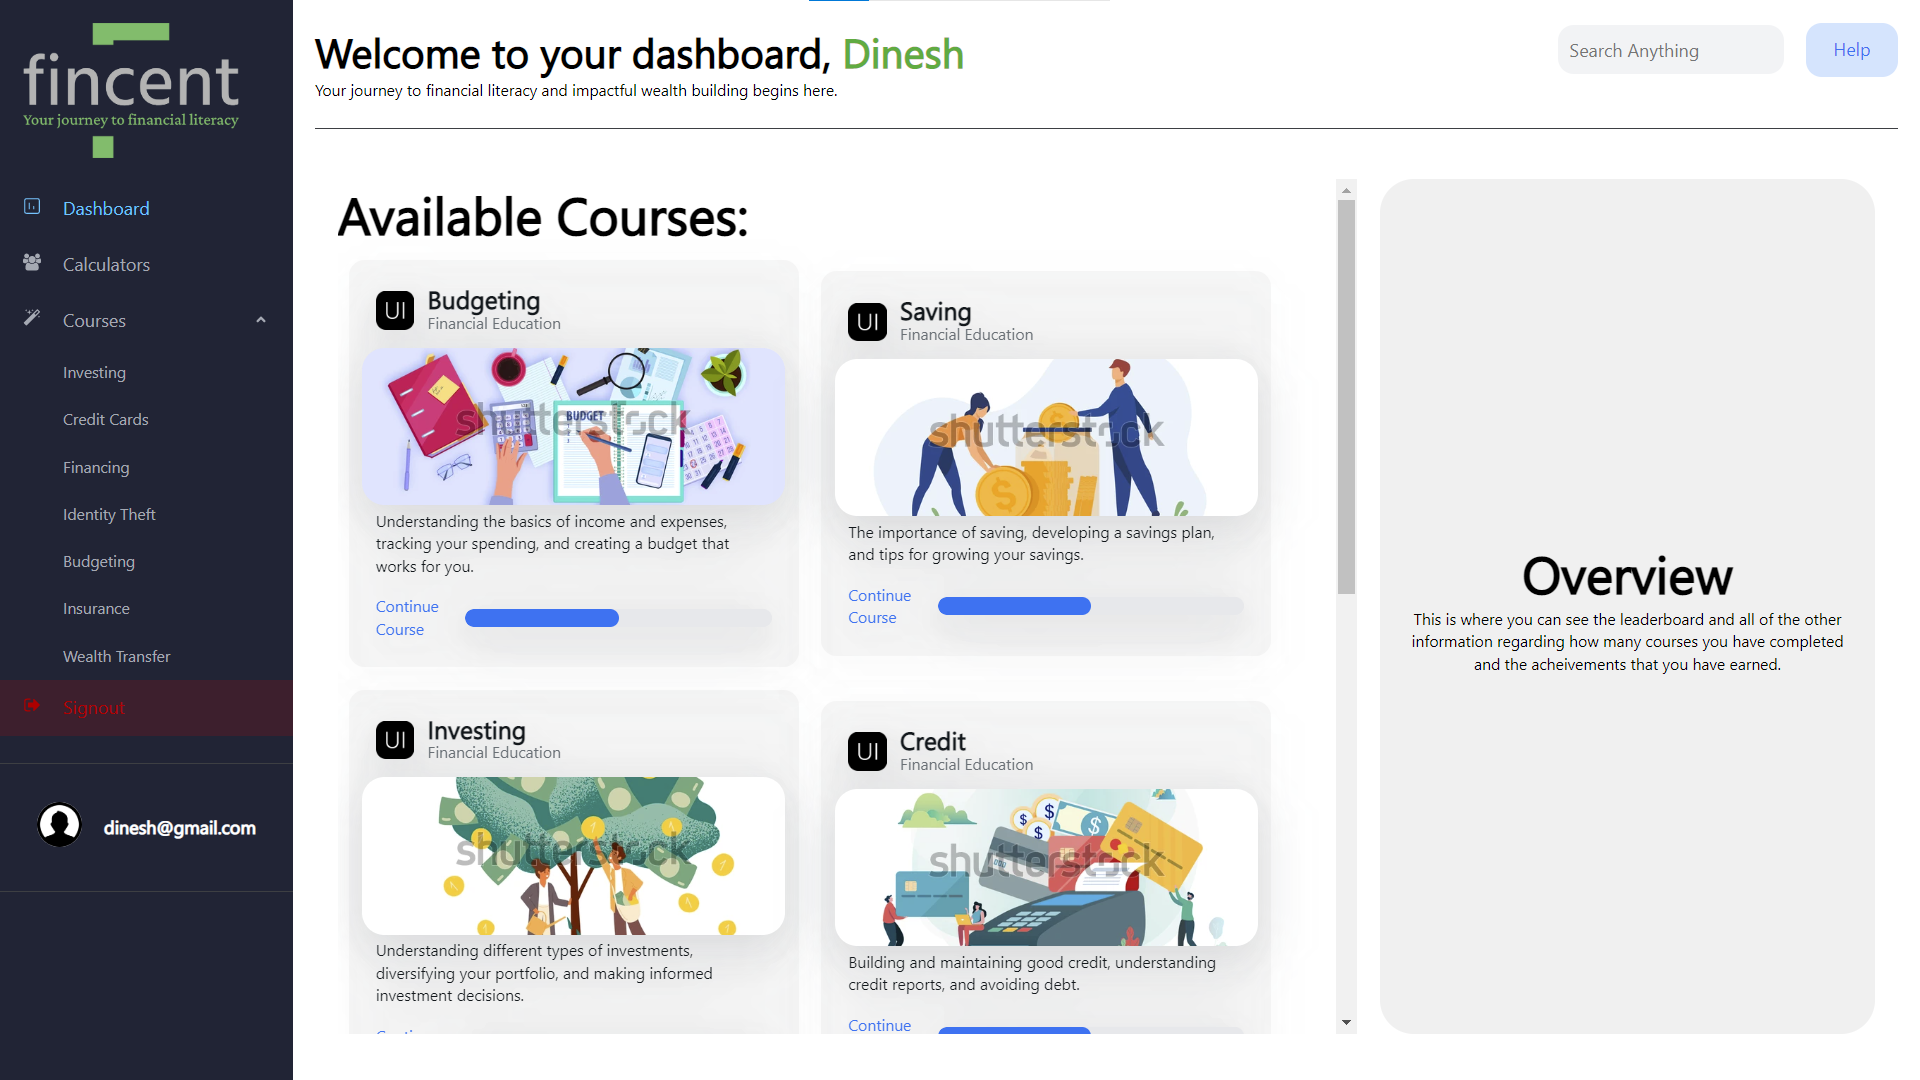 fincent
Your journey to financial literacy
Dashboard
Calculators
Courses
Investing
Credit Cards
Financing
Identity Theft
Budgeting
Insurance
Wealth Transfer
Signout
dinesh@gmail.com
Welcome to your dashboard, Dinesh
Your journey to financial literacy and impactful wealth building begins here.
Search Anything
Help
Available Courses:
UI
Budgeting
Financial Education
BUDGET
shutterstock
Understanding the basics of income and expenses,
tracking your spending, and creating a budget that
works for you.
Continue
Course
UI
Saving
Financial Education
shutterstock
The importance of saving, developing a savings plan,
and tips for growing your savings.
Continue
Course
UI
Investing
Financial Education
shutterstock
Understanding different types of investments,
diversifying your portfolio, and making informed
investment decisions.
UI
Credit
Financial Education
shutterstock
Building and maintaining good credit, understanding
credit reports, and avoiding debt.
Continue
Overview
This is where you can see the leaderboard and all of the other
information regarding how many courses you have completed
and the acheivements that you have earned.